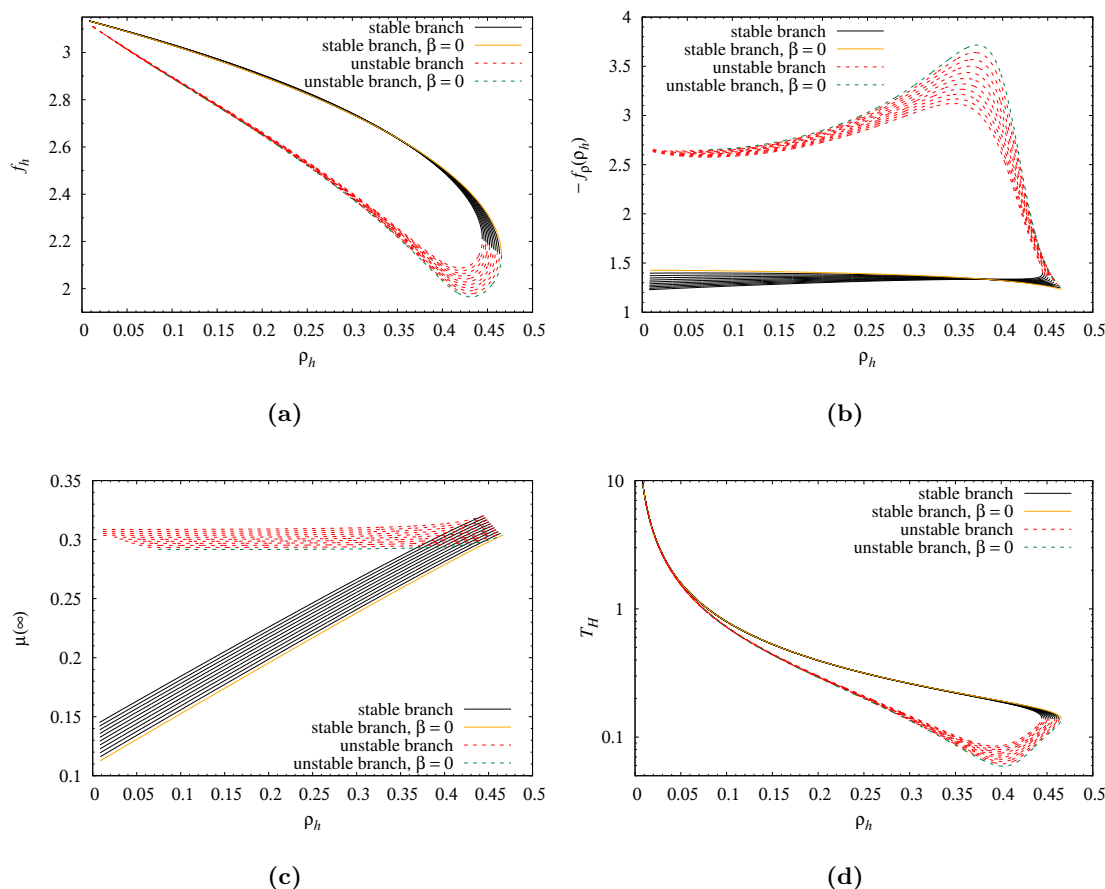 stable branch
stable branch, β = 0
unstable branch
unstable branch, β = 0
3
2.8
2.6
2.4
2.2
2
f_h
0 0.05 0.1 0.15 0.2 0.25 0.3 0.35 0.4 0.45 0.5
ρ_h
(a)
stable branch
stable branch, β = 0
unstable branch
unstable branch, β = 0
4
3.5
3
2.5
2
1.5
1
−f_ρ(ρ_h)
0 0.05 0.1 0.15 0.2 0.25 0.3 0.35 0.4 0.45 0.5
ρ_h
(b)
0.35
0.3
0.25
0.2
0.15
0.1
μ(∞)
stable branch
stable branch, β = 0
unstable branch
unstable branch, β = 0
0 0.05 0.1 0.15 0.2 0.25 0.3 0.35 0.4 0.45 0.5
ρ_h
(c)
stable branch
stable branch, β = 0
unstable branch
unstable branch, β = 0
10
1
0.1
T_H
0 0.05 0.1 0.15 0.2 0.25 0.3 0.35 0.4 0.45 0.5
ρ_h
(d)